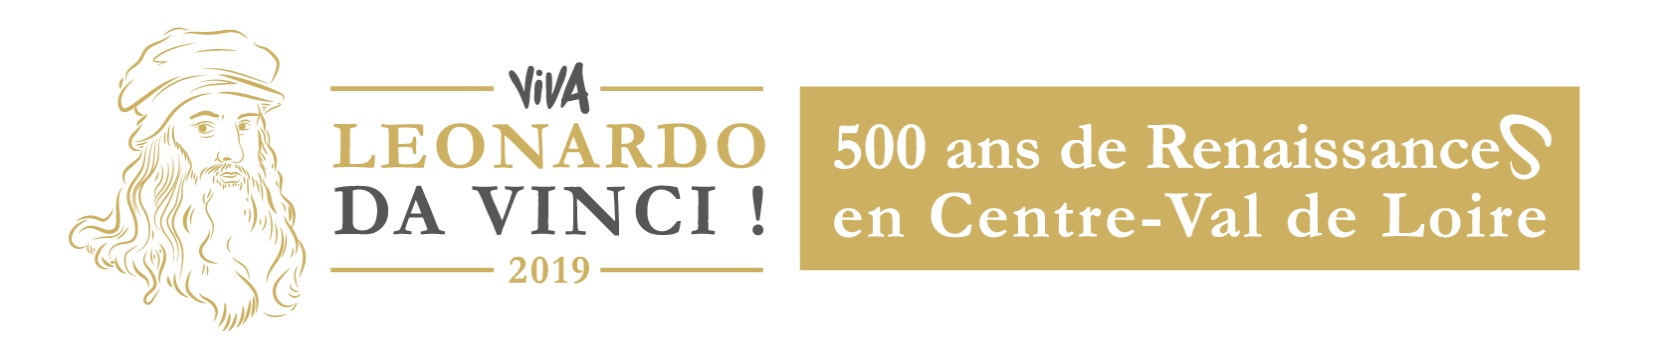 ViVA
LEONARDO
DA VINCI !
2019
500 ans de RenaissanceS
en Centre-Val de Loire